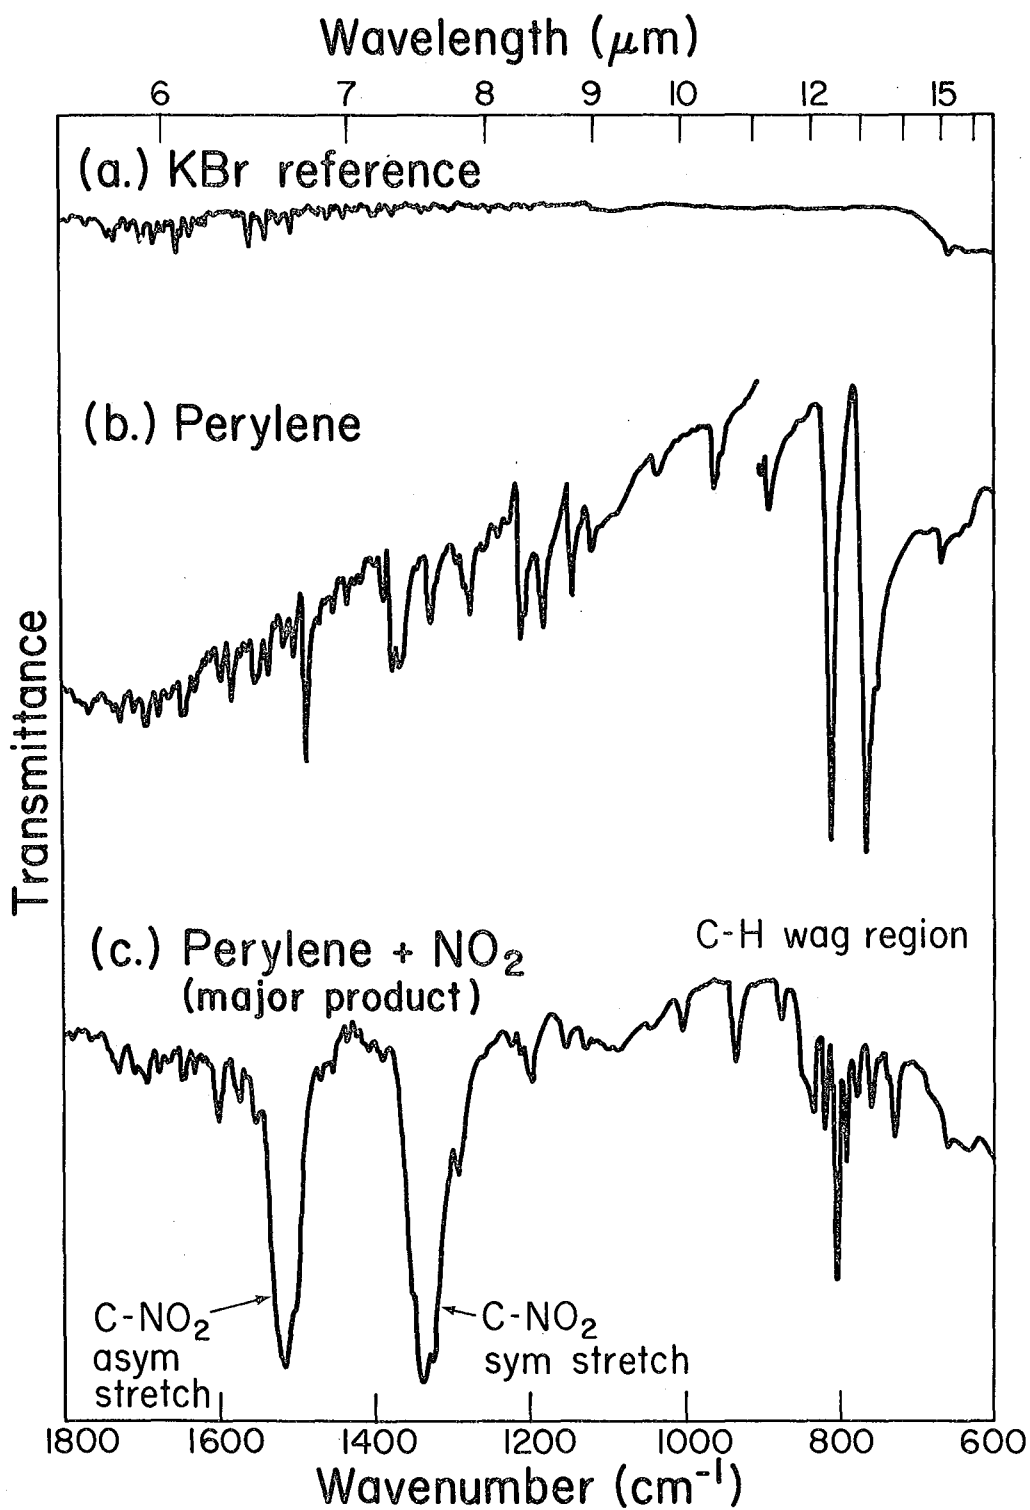 Wavelength (μm)
6 7 8 9 10 12 15
(a.) KBr reference
(b.) Perylene
Transmittance
C-H wag region
(c.) Perylene + NO₂
(major product)
C-NO₂
asym
stretch
C-NO₂
sym stretch
1800 1600 1400 1200 1000 800 600
Wavenumber (cm⁻¹)